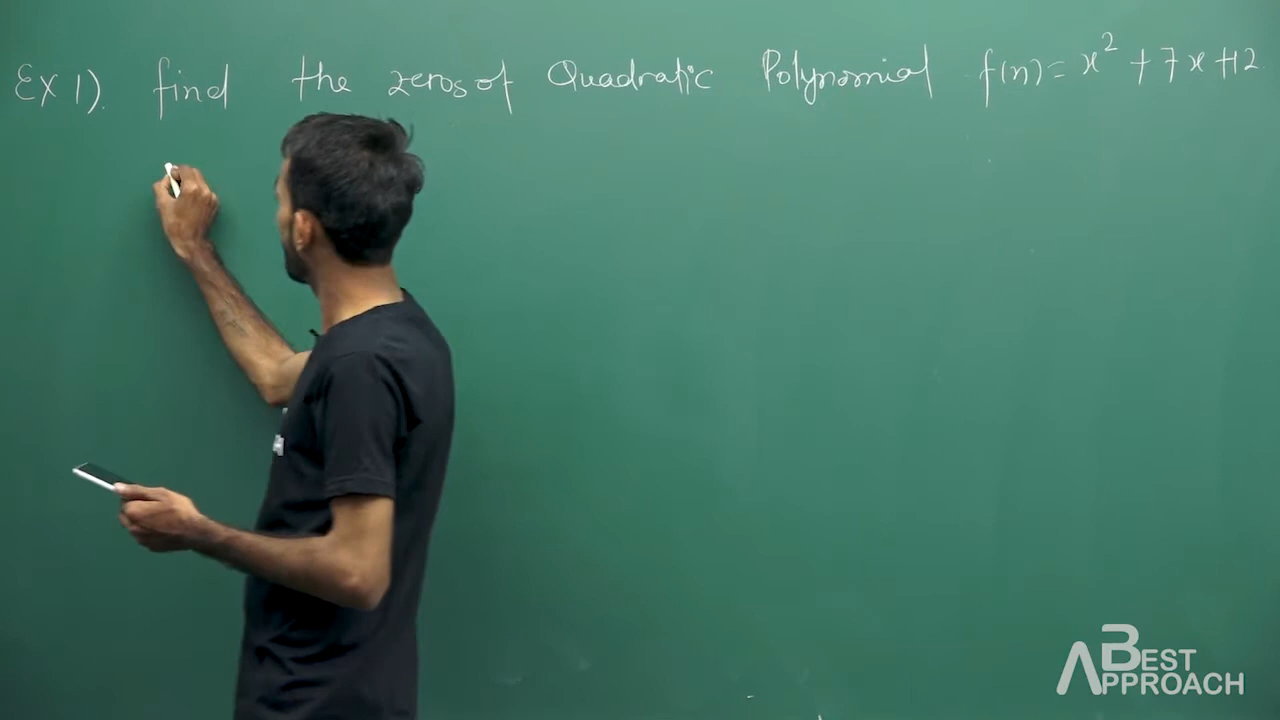 Ex 1). find the zeros of Quadratic Polynomial f(n) = x² + 7x + 12
BEST
APPROACH